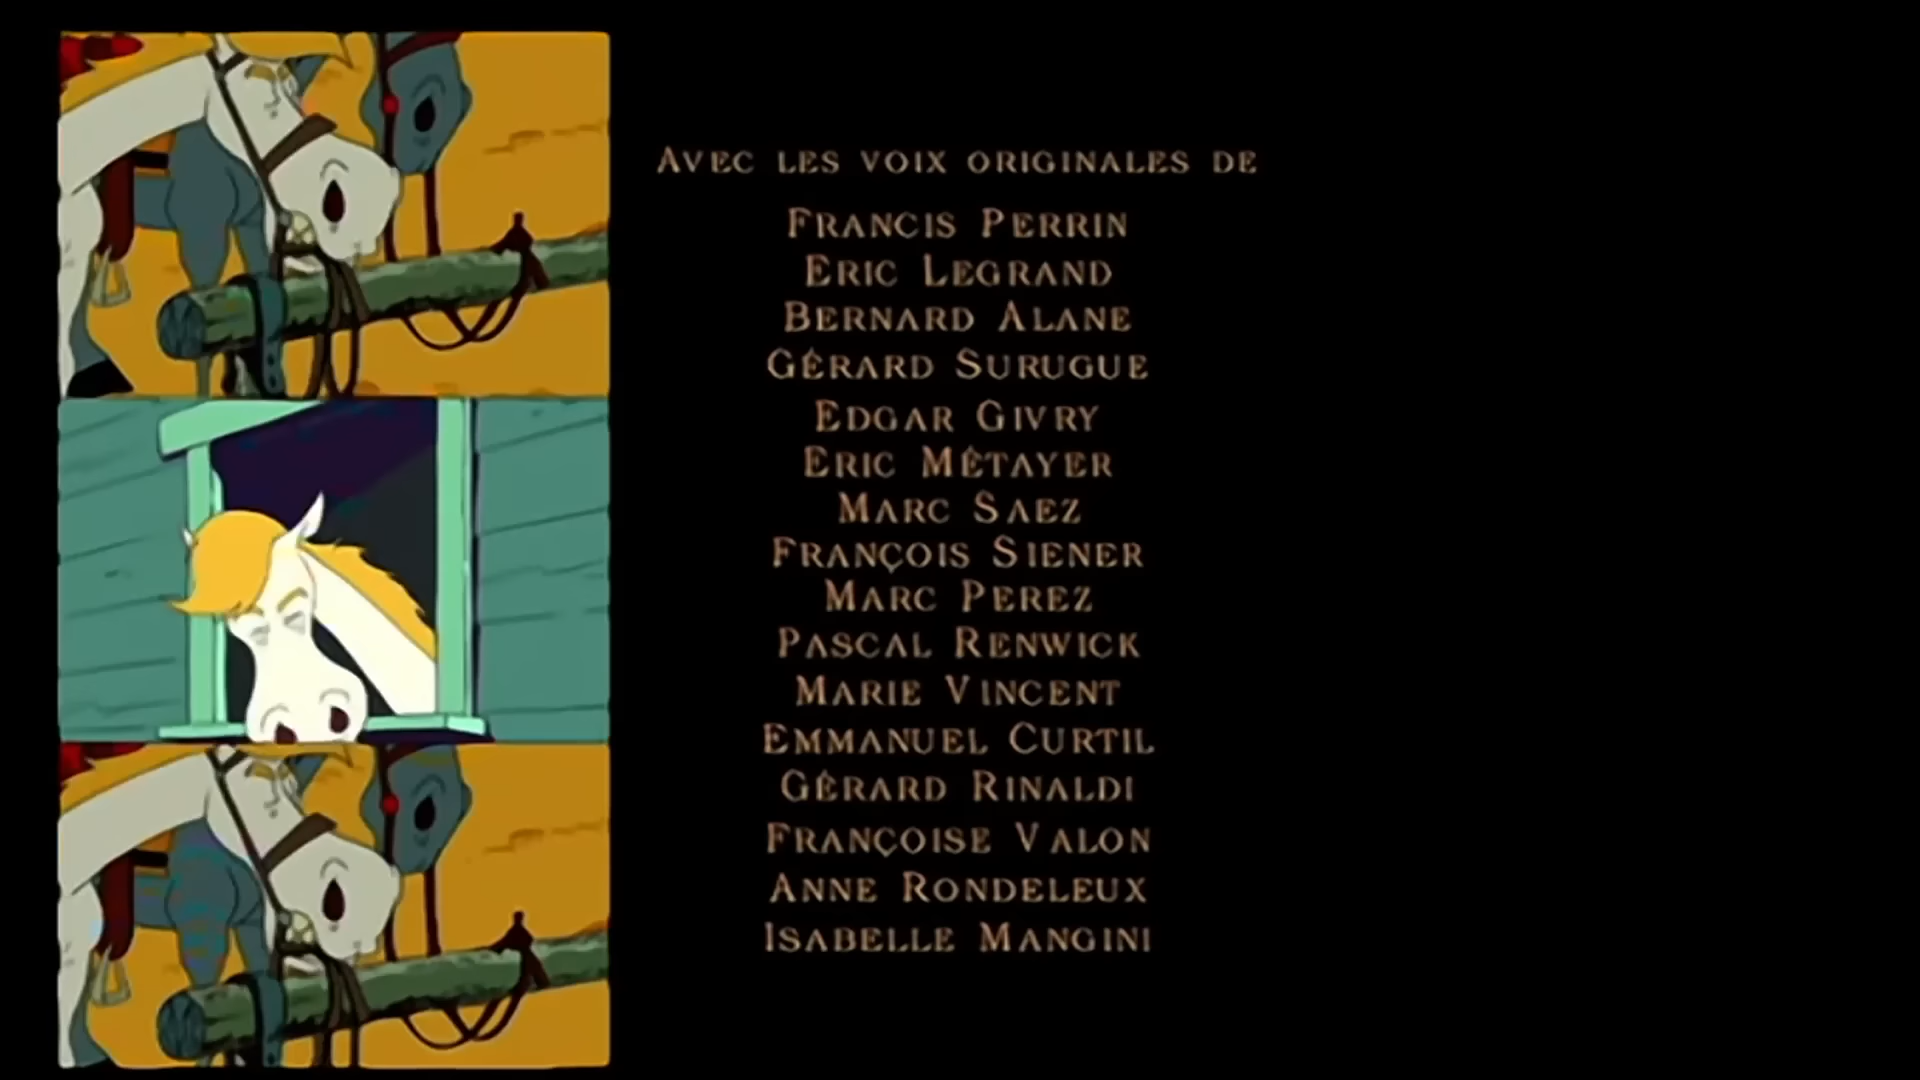 AVEC LES VOIX ORIGINALES DE
FRANCIS PERRIN
ERIC LEGRAND
BERNARD ALANE
GÉRARD SURUGUE
EDGAR GIVRY
ERIC MÉTAYER
MARC SAEZ
FRANÇOIS SIENER
MARC PEREZ
PASCAL RENWICK
MARIE VINCENT
EMMANUEL CURTIL
GÉRARD RINALDI
FRANÇOISE VALON
ANNE RONDELEUX
ISABELLE MANGINI